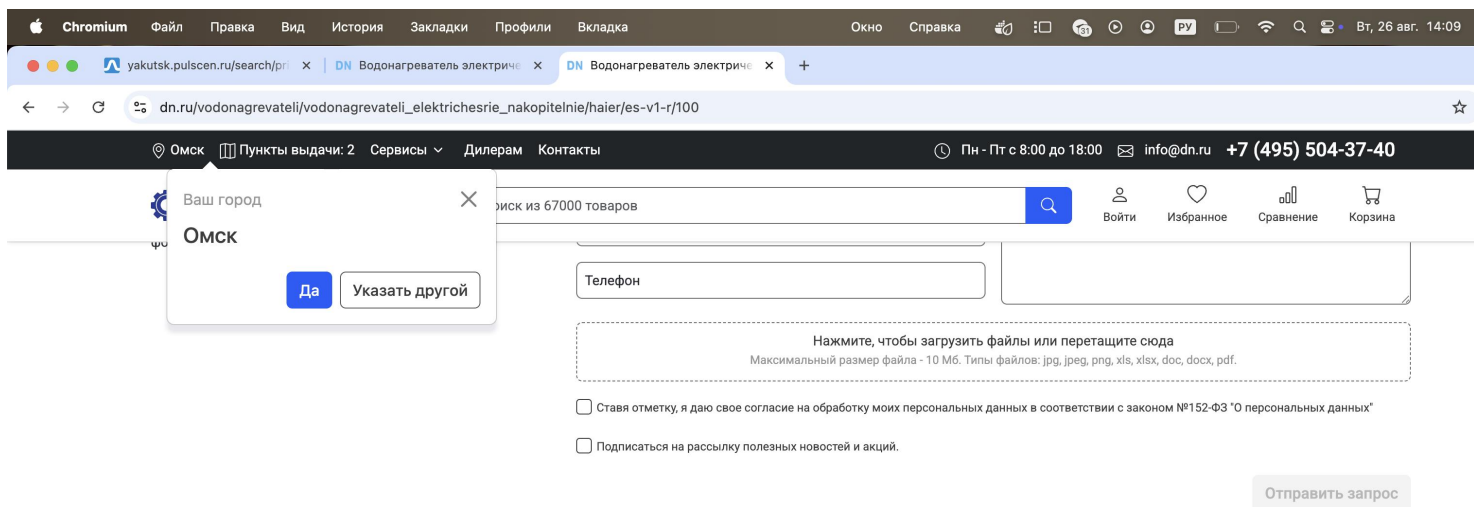 Chromium Файл Правка Вид История Закладки Профили Вкладка Окно Справка 31 РУ Вт, 26 авг. 14:09
yakutsk.pulscen.ru/search/pri DN Водонагреватель электриче DN Водонагреватель электриче
dn.ru/vodonagrevateli/vodonagrevateli_elektrichesrie_nakopitelnie/haier/es-v1-r/100
Омск Пункты выдачи: 2 Сервисы Дилерам Контакты Пн - Пт с 8:00 до 18:00 info@dn.ru +7 (495) 504-37-40
Ваш город
Омск
Да Указать другой
из 67000 товаров
Войти Избранное Сравнение Корзина
Телефон
Нажмите, чтобы загрузить файлы или перетащите сюда
Максимальный размер файла - 10 Мб. Типы файлов: jpg, jpeg, png, xls, xlsx, doc, docx, pdf.
Ставя отметку, я даю свое согласие на обработку моих персональных данных в соответствии с законом №152-ФЗ "О персональных данных"
Подписаться на рассылку полезных новостей и акций.
Отправить запрос